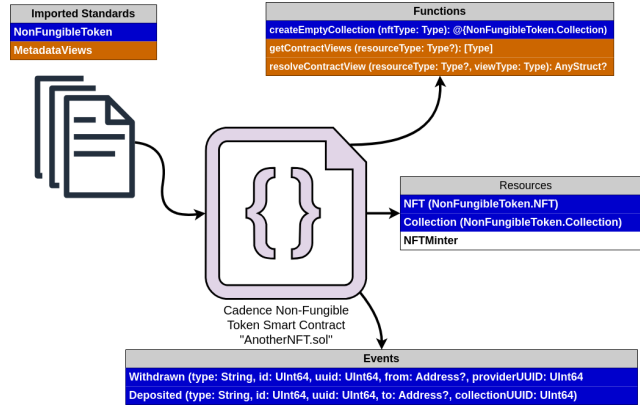 Imported Standards
NonFungibleToken
MetadataViews
Functions
createEmptyCollection (nftType: Type): @{NonFungibleToken.Collection)
getContractViews (resourceType: Type?): [Type]
resolveContractView (resourceType: Type?, viewType: Type): AnyStruct?
{}
Resources
NFT (NonFungibleToken.NFT)
Collection (NonFungibleToken.Collection)
NFTMinter
Cadence Non-Fungible
Token Smart Contract
"AnotherNFT.sol"
Events
Withdrawn (type: String, id: UInt64, uuid: UInt64, from: Address?, providerUUID: UInt64
Deposited (type: String, id: UInt64, uuid: UInt64, to: Address?, collectionUUID: UInt64)